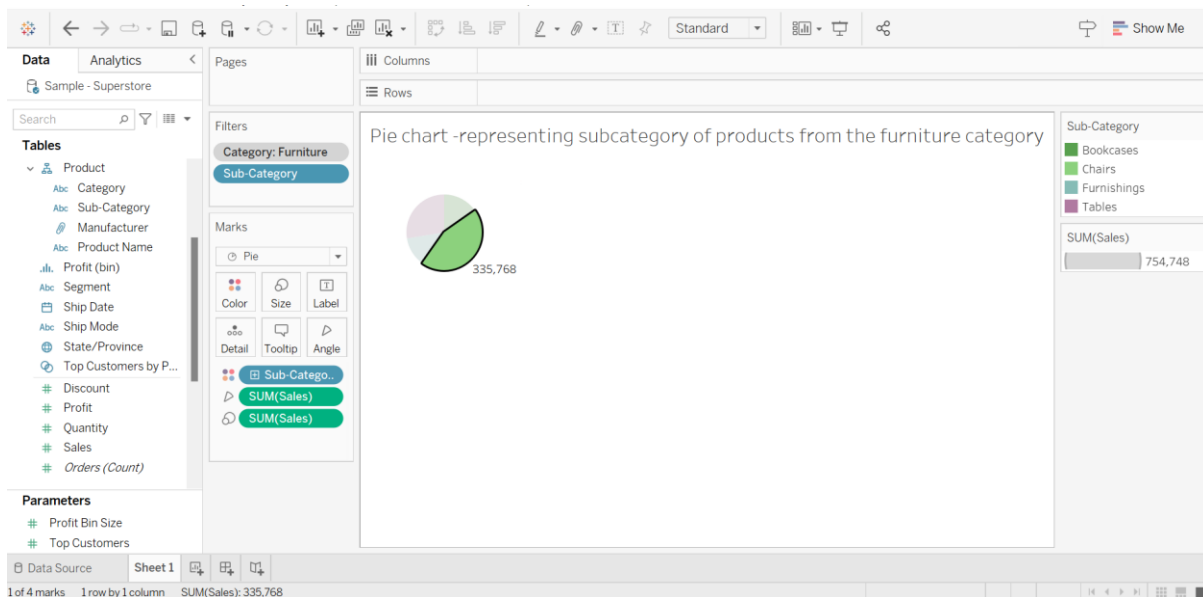 Standard
Show Me
Data
Analytics
Pages
Columns
Sample - Superstore
Rows
Search
Tables
Product
Abc Category
Abc Sub-Category
Manufacturer
Abc Product Name
Profit (bin)
Abc Segment
Ship Date
Abc Ship Mode
State/Province
Top Customers by P...
# Discount
# Profit
# Quantity
# Sales
# Orders (Count)
Parameters
# Profit Bin Size
# Top Customers
Filters
Category: Furniture
Sub-Category
Marks
Pie
Color Size Label
Detail Tooltip Angle
Sub-Catego..
SUM(Sales)
SUM(Sales)
Pie chart -representing subcategory of products from the furniture category
335,768
Sub-Category
Bookcases
Chairs
Furnishings
Tables
SUM(Sales)
754,748
Data Source
Sheet 1
1 of 4 marks 1 row by 1 column SUM(Sales): 335,768